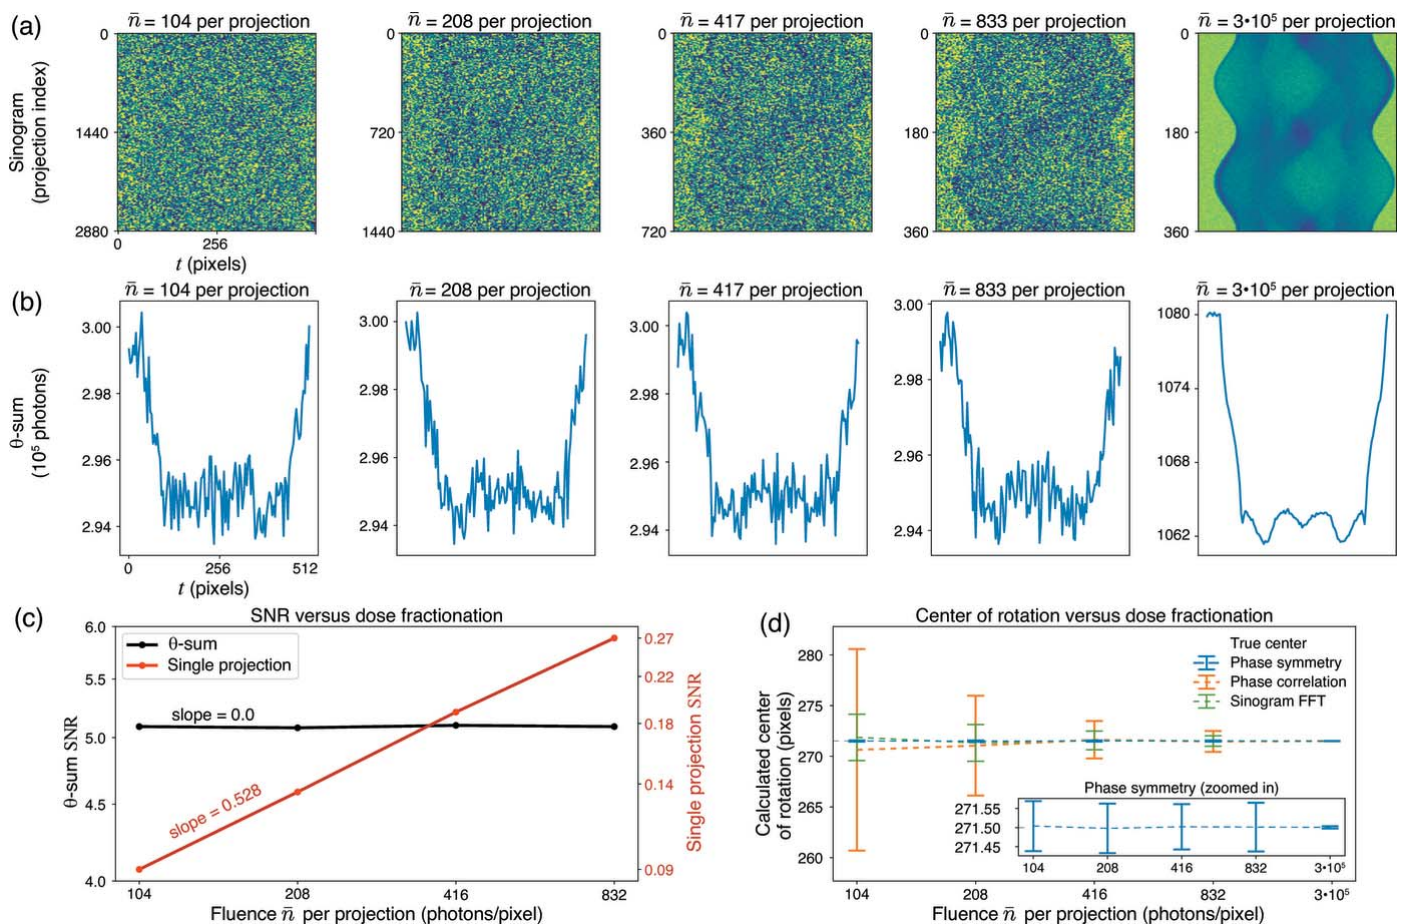 (a)
n̄ = 104 per projection
n̄ = 208 per projection
n̄ = 417 per projection
n̄ = 833 per projection
n̄ = 3•10⁵ per projection
Sinogram
(projection index)
0
1440
2880
0
256
t (pixels)
0
720
1440
0
360
720
0
180
360
0
180
360
(b)
n̄ = 104 per projection
n̄ = 208 per projection
n̄ = 417 per projection
n̄ = 833 per projection
n̄ = 3•10⁵ per projection
θ-sum
(10⁵ photons)
3.00
2.98
2.96
2.94
0
256
512
t (pixels)
3.00
2.98
2.96
2.94
3.00
2.98
2.96
2.94
3.00
2.98
2.96
2.94
1080
1074
1068
1062
(c)
SNR versus dose fractionation
θ-sum SNR
6.0
5.5
5.0
4.5
4.0
θ-sum
Single projection
slope = 0.0
slope = 0.528
0.27
0.22
0.18
0.14
0.09
Single projection SNR
104
208
416
832
Fluence n̄ per projection (photons/pixel)
(d)
Center of rotation versus dose fractionation
Calculated center
of rotation (pixels)
280
275
270
265
260
True center
Phase symmetry
Phase correlation
Sinogram FFT
Phase symmetry (zoomed in)
271.55
271.50
271.45
104
208
416
832
3•10⁵
104
208
416
832
3•10⁵
Fluence n̄ per projection (photons/pixel)